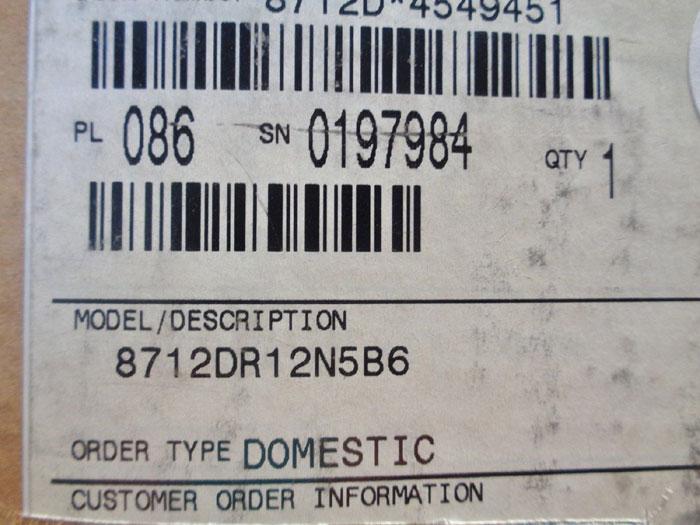 8712D*4549451
PL 086 SN 0197984 QTY 1
MODEL/DESCRIPTION
8712DR12N5B6
ORDER TYPE DOMESTIC
CUSTOMER ORDER INFORMATION